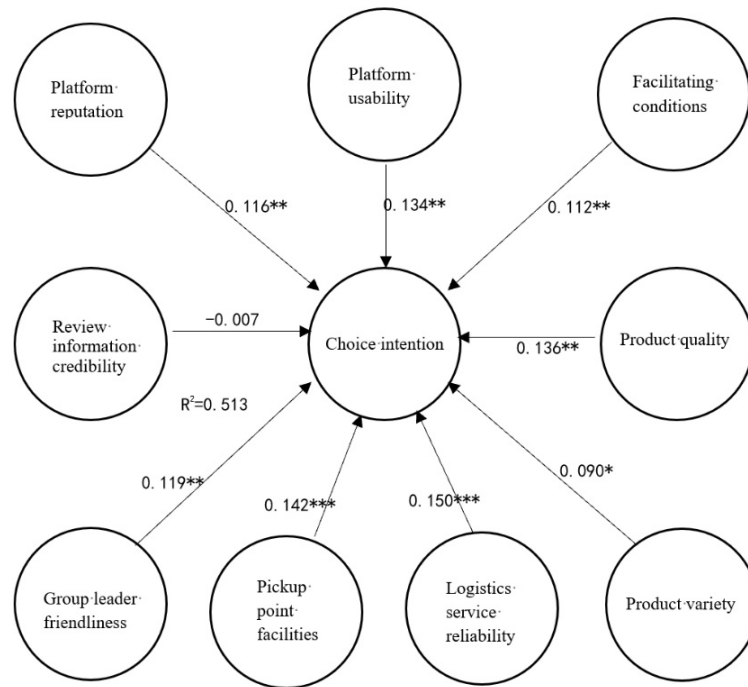 Platform
reputation
Platform
usability
Facilitating
conditions
0.116**
0.134**
0.112**
Review
information
credibility
-0.007
Choice intention
0.136**
Product quality
R²=0.513
0.119**
0.142***
0.150***
0.090*
Group leader
friendliness
Pickup
point
facilities
Logistics
service
reliability
Product variety